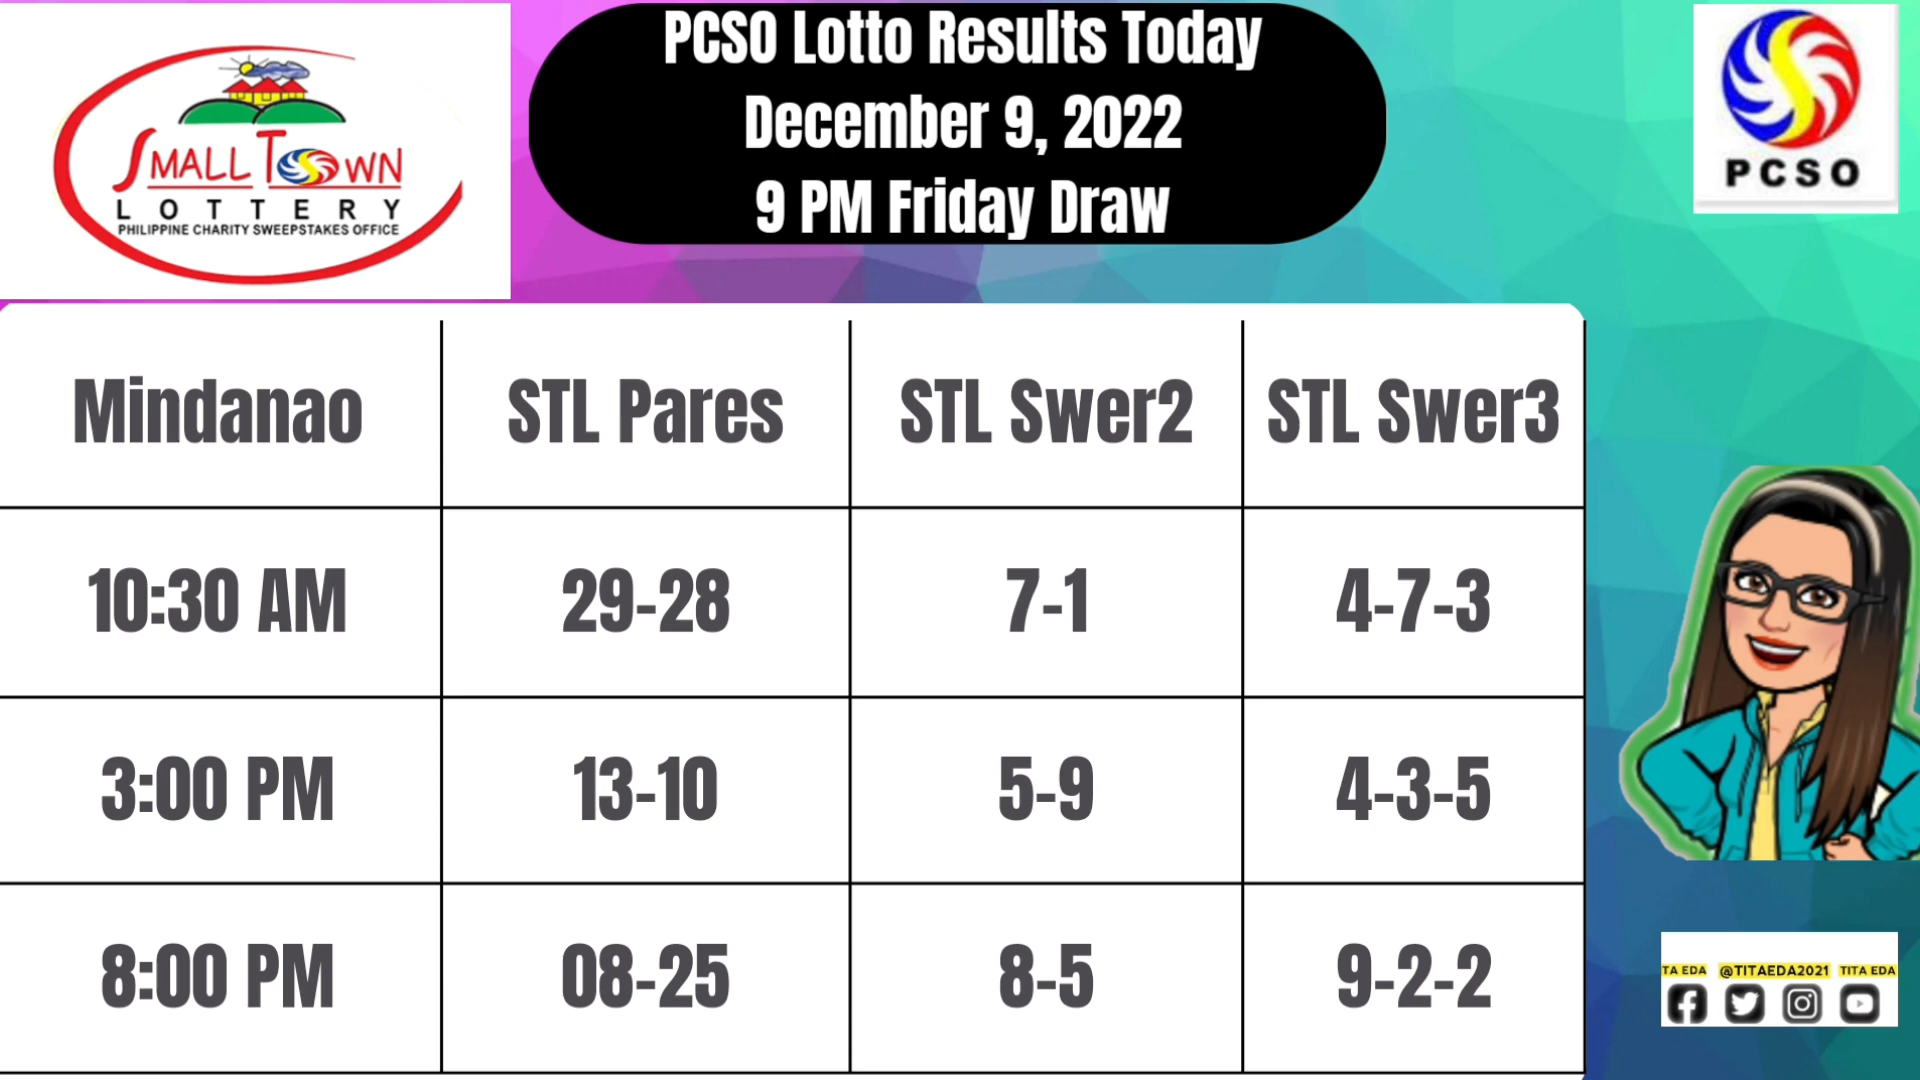 SMALL TOWN
LOTTERY
PHILIPPINE CHARITY SWEEPSTAKES OFFICE
PCSO Lotto Results Today
December 9, 2022
9 PM Friday Draw
PCSO
Mindanao STL Pares STL Swer2 STL Swer3
10:30 AM 29-28 7-1 4-7-3
3:00 PM 13-10 5-9 4-3-5
8:00 PM 08-25 8-5 9-2-2
TA EDA @TITAEDA2021 TITA EDA